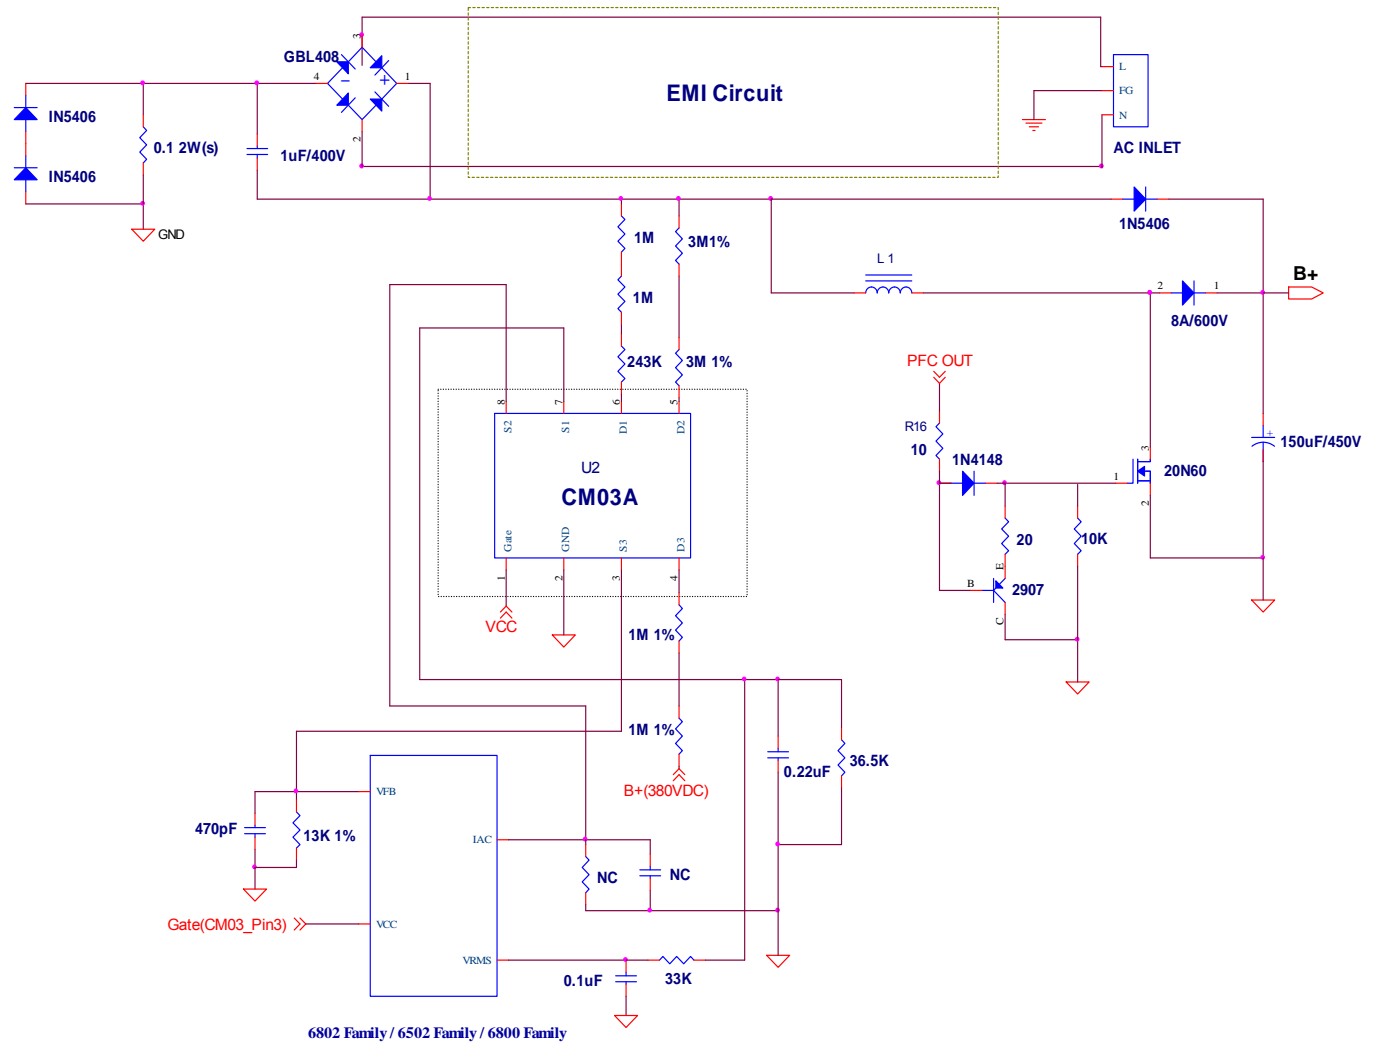 GBL408
3
4
1
2
−
+
EMI Circuit
L
FG
N
AC INLET
IN5406
IN5406
0.1 2W(s)
1uF/400V
GND
1N5406
1M
3M1%
1M
243K
3M 1%
L 1
B+
2
1
8A/600V
PFC OUT
R16
10
1N4148
1
3
2
20N60
+
150uF/450V
20
10K
B
E
C
2907
8
7
6
5
S2
S1
D1
D2
U2
CM03A
Gate
GND
S3
D3
1
2
3
4
VCC
1M 1%
1M 1%
B+(380VDC)
0.22uF
36.5K
470pF
13K 1%
VFB
IAC
VCC
VRMS
NC
NC
Gate(CM03_Pin3)
0.1uF
33K
6802 Family / 6502 Family / 6800 Family